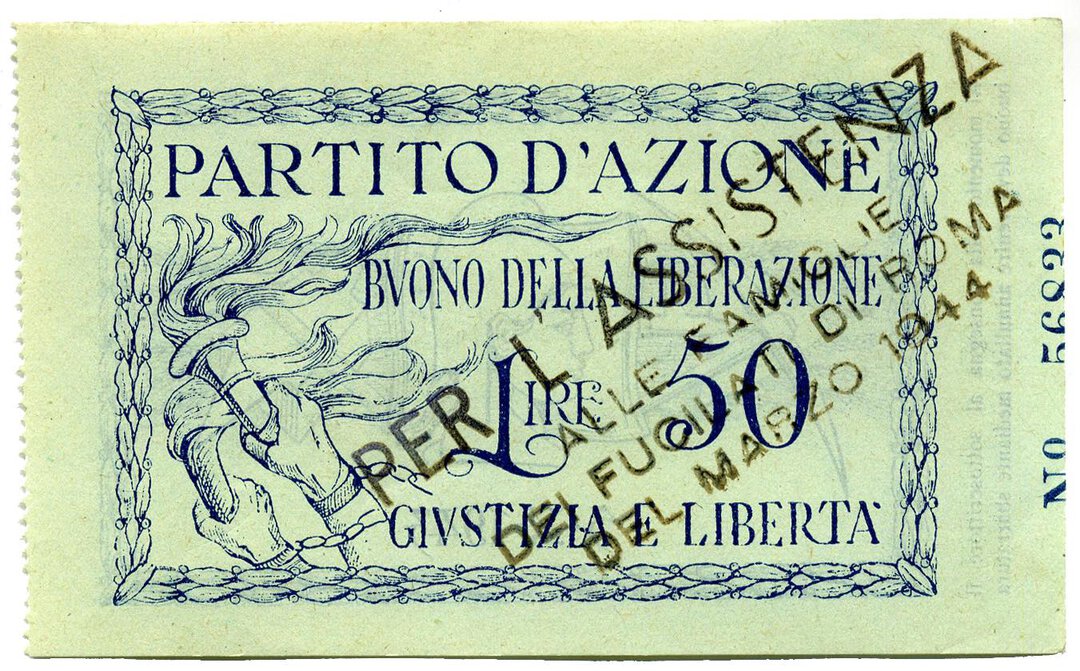 PARTITO D'AZIONE
BVONO DELLA LIBERAZIONE
LIRE 50
GIVSTIZIA E LIBERTA'
PER L'ASSISTENZA
ALLE FAMIGLIE
DEI FUCILATI DI ROMA
DEL MARZO 1944
No 56833